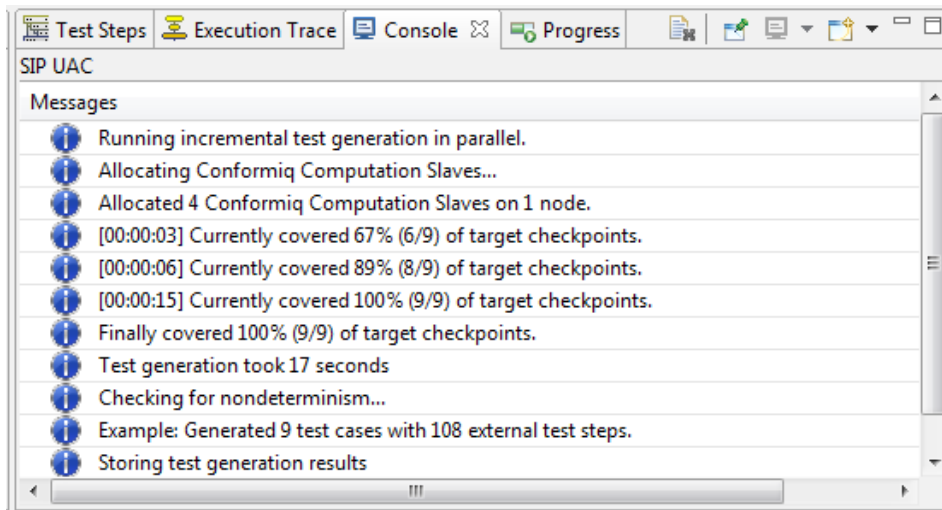 Test Steps Execution Trace Console Progress
SIP UAC
Messages
Running incremental test generation in parallel.
Allocating Conformiq Computation Slaves...
Allocated 4 Conformiq Computation Slaves on 1 node.
[00:00:03] Currently covered 67% (6/9) of target checkpoints.
[00:00:06] Currently covered 89% (8/9) of target checkpoints.
[00:00:15] Currently covered 100% (9/9) of target checkpoints.
Finally covered 100% (9/9) of target checkpoints.
Test generation took 17 seconds
Checking for nondeterminism...
Example: Generated 9 test cases with 108 external test steps.
Storing test generation results